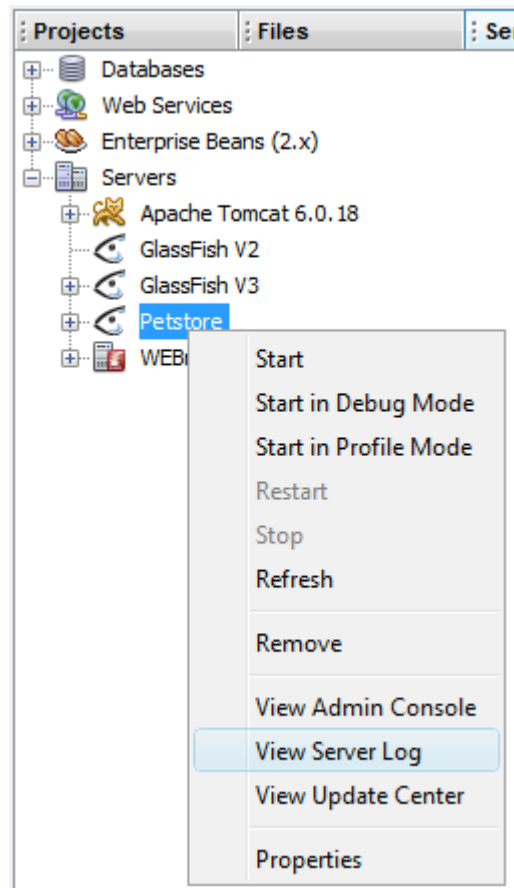 Projects Files Se
Databases
Web Services
Enterprise Beans (2.x)
Servers
Apache Tomcat 6.0.18
GlassFish V2
GlassFish V3
Petstore
WEB
Start
Start in Debug Mode
Start in Profile Mode
Restart
Stop
Refresh
Remove
View Admin Console
View Server Log
View Update Center
Properties